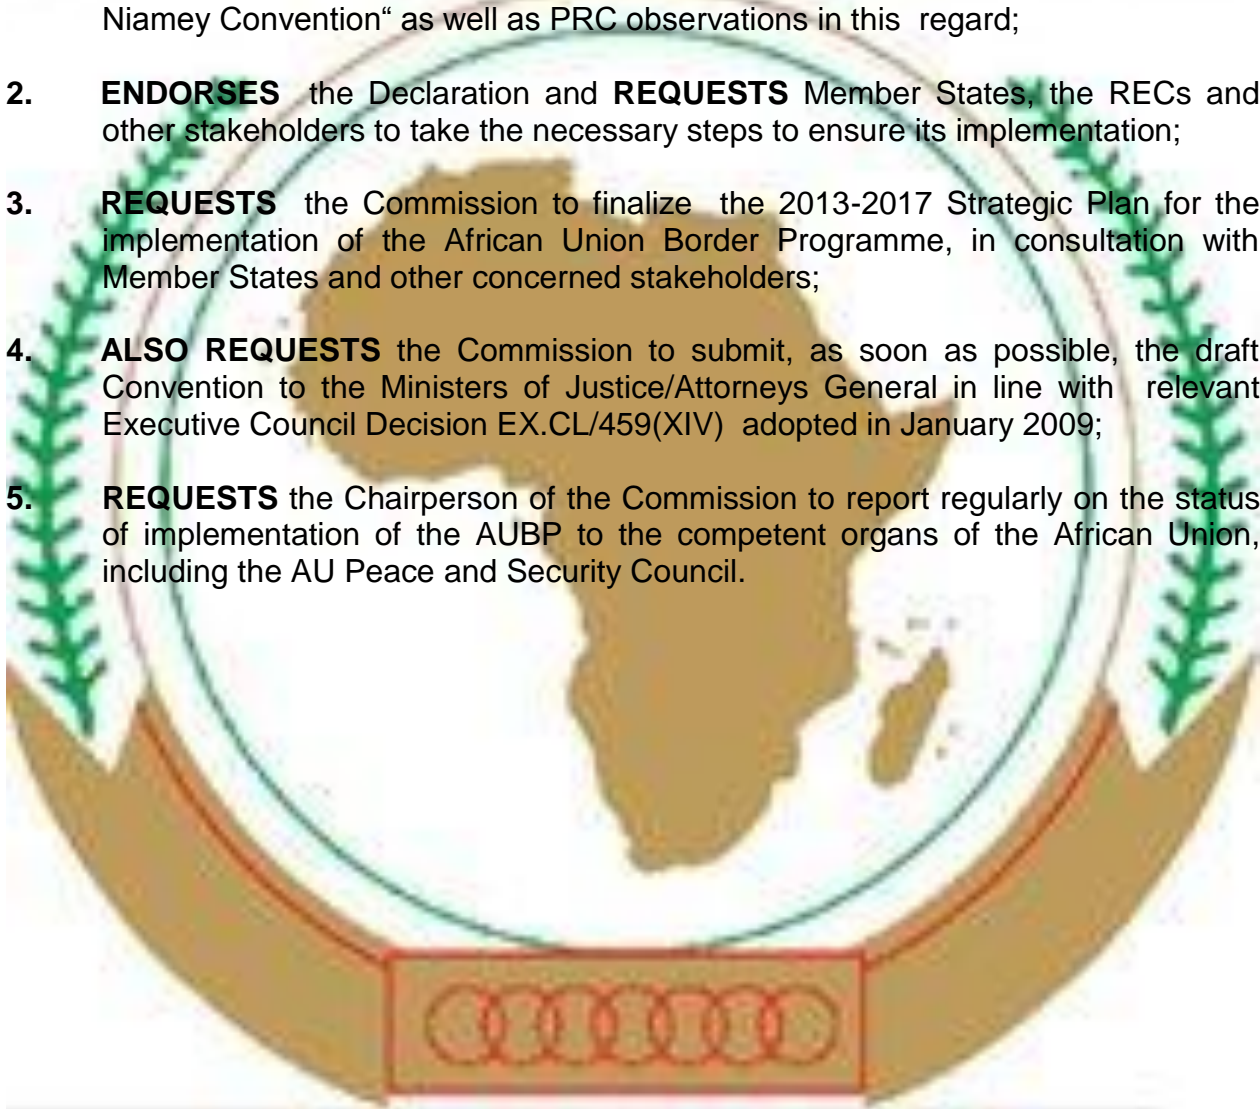 Niamey Convention“ as well as PRC observations in this regard;
2. ENDORSES the Declaration and REQUESTS Member States, the RECs and
other stakeholders to take the necessary steps to ensure its implementation;
3. REQUESTS the Commission to finalize the 2013-2017 Strategic Plan for the
implementation of the African Union Border Programme, in consultation with
Member States and other concerned stakeholders;
4. ALSO REQUESTS the Commission to submit, as soon as possible, the draft
Convention to the Ministers of Justice/Attorneys General in line with relevant
Executive Council Decision EX.CL/459(XIV) adopted in January 2009;
5. REQUESTS the Chairperson of the Commission to report regularly on the status
of implementation of the AUBP to the competent organs of the African Union,
including the AU Peace and Security Council.